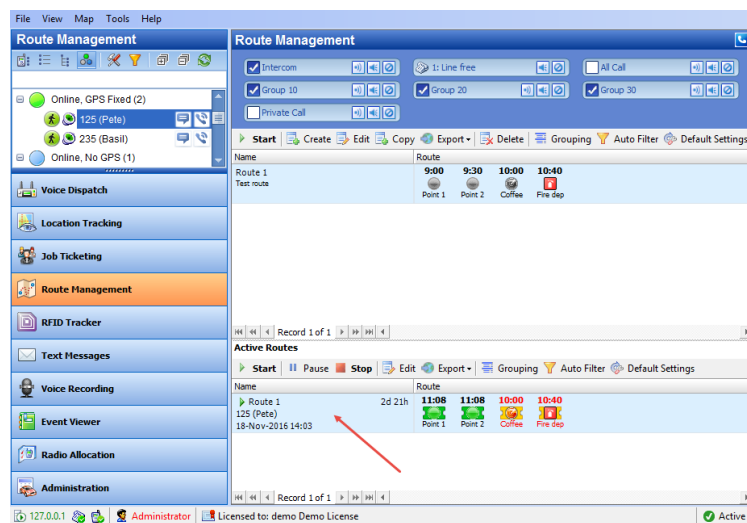 File View Map Tools Help
Route Management
Route Management
Intercom
1: Line free
All Call
Group 10
Group 20
Group 30
Private Call
Online, GPS Fixed (2)
125 (Pete)
235 (Basil)
Online, No GPS (1)
Start Create Edit Copy Export Delete Grouping Auto Filter Default Settings
Name Route
Route 1 9:00 9:30 10:00 10:40
Test route
Point 1 Point 2 Coffee Fire dep
Voice Dispatch
Location Tracking
Job Ticketing
Route Management
RFID Tracker
Text Messages
Voice Recording
Event Viewer
Radio Allocation
Administration
Record 1 of 1
Active Routes
Start Pause Stop Edit Export Grouping Auto Filter Default Settings
Name Route
Route 1 2d 21h 11:08 11:08 10:00 10:40
125 (Pete)
18-Nov-2016 14:03
Point 1 Point 2 Coffee Fire dep
Record 1 of 1
127.0.0.1 Administrator Licensed to: demo Demo License Active